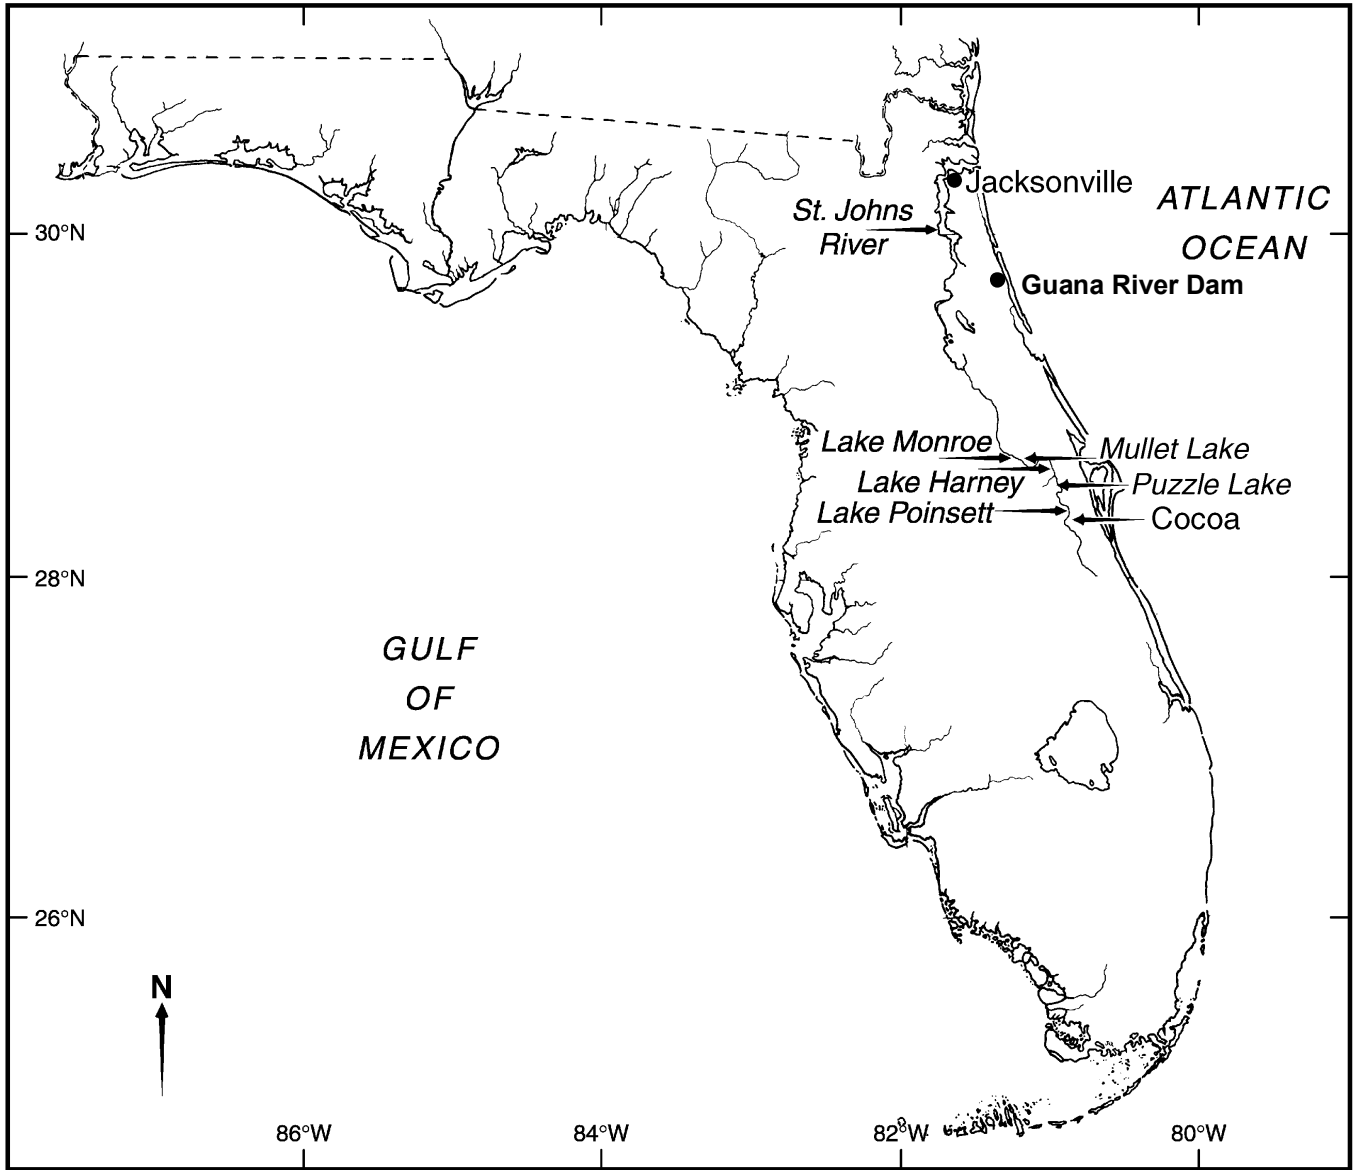 Jacksonville
ATLANTIC
OCEAN
St. Johns
River
30°N
Guana River Dam
Lake Monroe
Mullet Lake
Lake Harney
Puzzle Lake
Lake Poinsett
Cocoa
28°N
GULF
OF
MEXICO
26°N
N
86°W
84°W
82°W
80°W